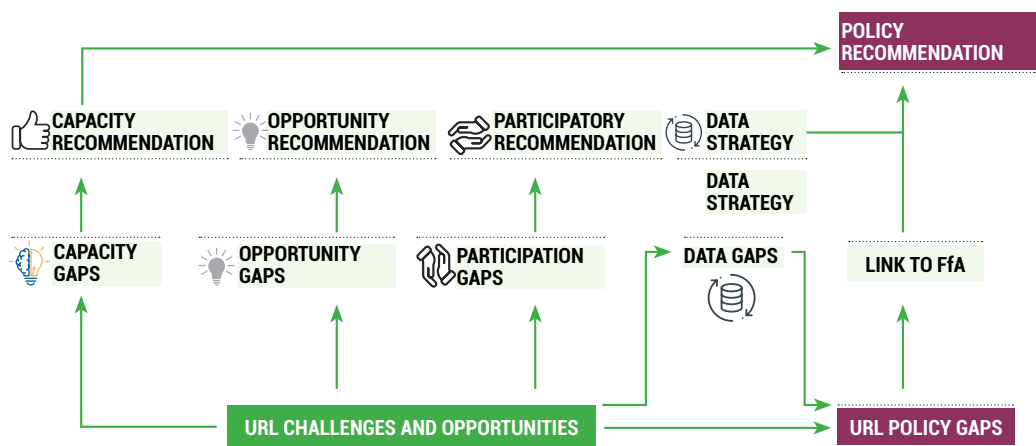 POLICY
RECOMMENDATION
CAPACITY
RECOMMENDATION
OPPORTUNITY
RECOMMENDATION
PARTICIPATORY
RECOMMENDATION
DATA
STRATEGY
DATA
STRATEGY
CAPACITY
GAPS
OPPORTUNITY
GAPS
PARTICIPATION
GAPS
DATA GAPS
LINK TO FfA
URL CHALLENGES AND OPPORTUNITIES
URL POLICY GAPS